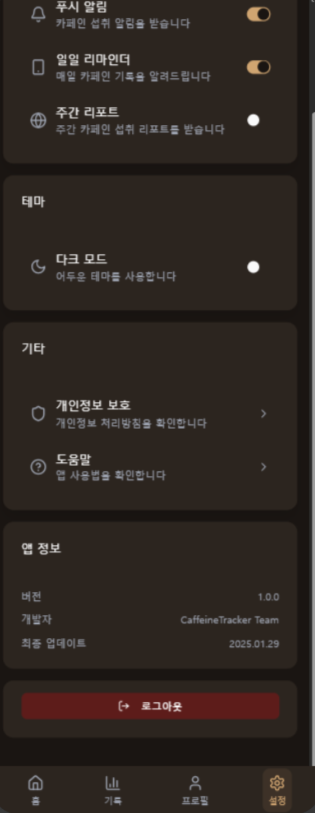 푸시 알림
카페인 섭취 알림을 받습니다
일일 리마인더
매일 카페인 기록을 알려드립니다
주간 리포트
주간 카페인 섭취 리포트를 받습니다
테마
다크 모드
어두운 테마를 사용합니다
기타
개인정보 보호
개인정보 처리방침을 확인합니다
도움말
앱 사용법을 확인합니다
앱 정보
버전 1.0.0
개발자 CaffeineTracker Team
최종 업데이트 2025.01.29
로그아웃
홈 기록 프로필 설정